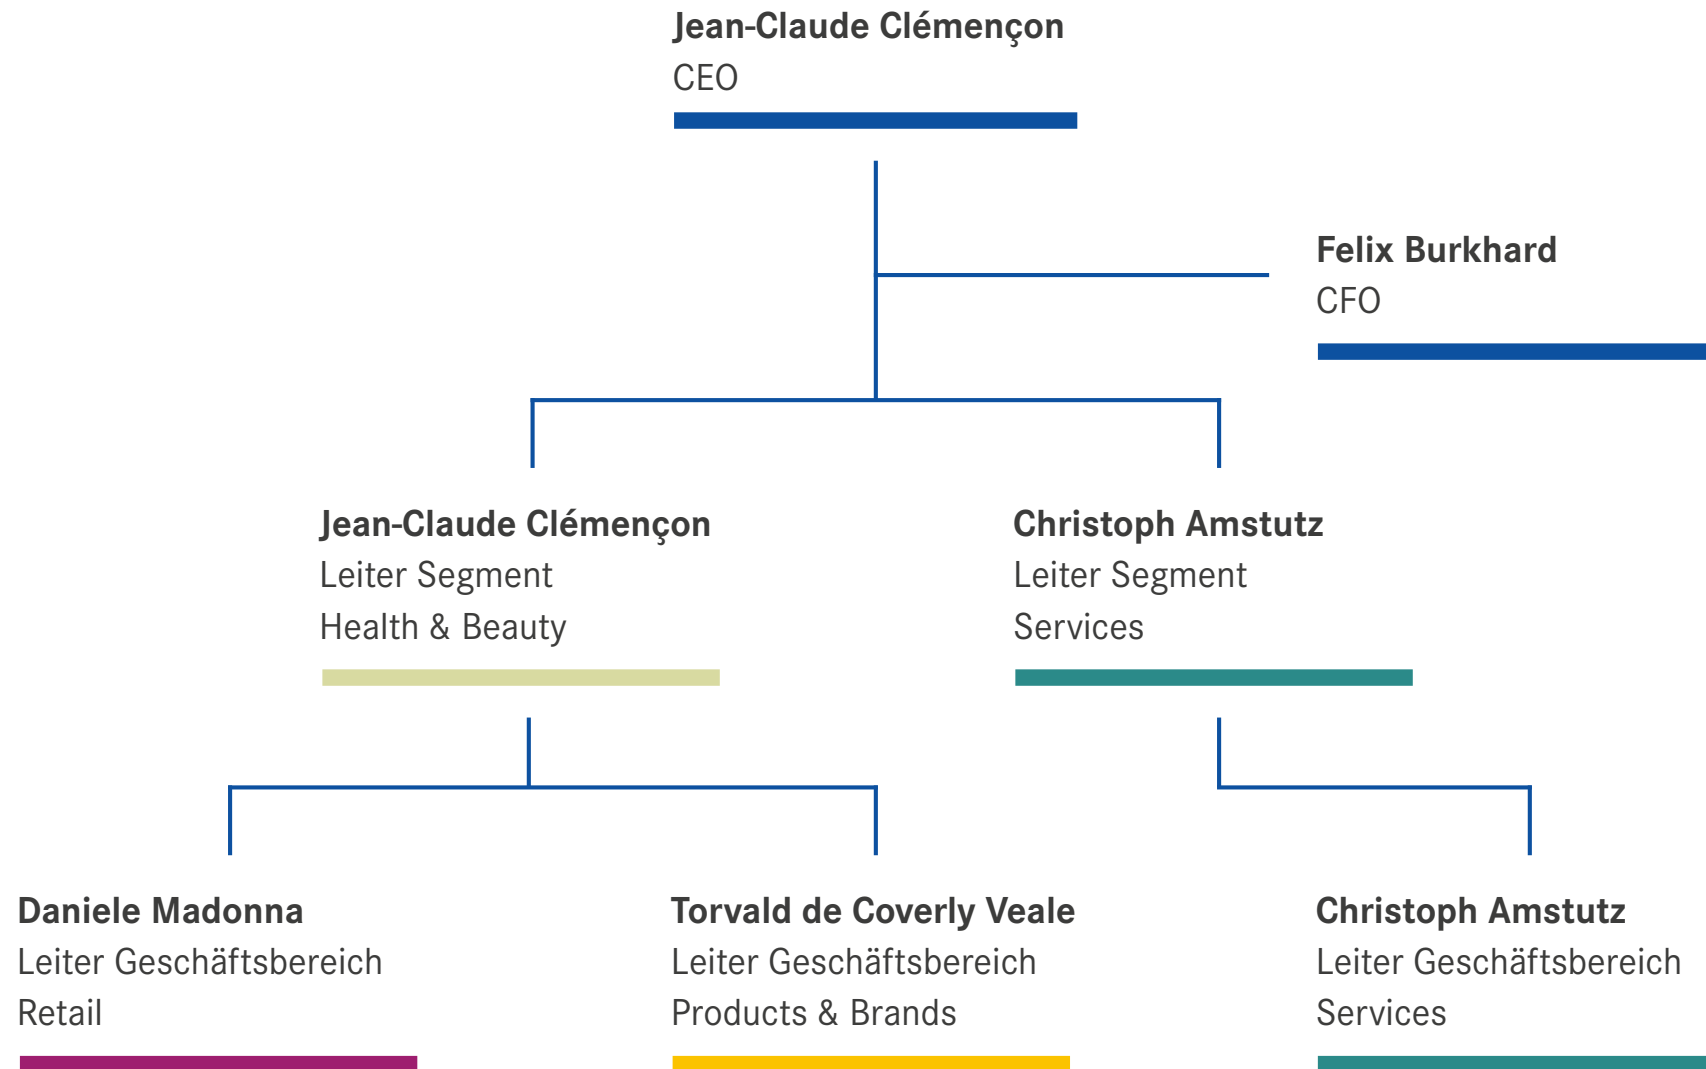 Jean-Claude Clémençon
CEO
Felix Burkhard
CFO
Jean-Claude Clémençon
Leiter Segment
Health & Beauty
Christoph Amstutz
Leiter Segment
Services
Daniele Madonna
Leiter Geschäftsbereich
Retail
Torvald de Coverly Veale
Leiter Geschäftsbereich
Products & Brands
Christoph Amstutz
Leiter Geschäftsbereich
Services